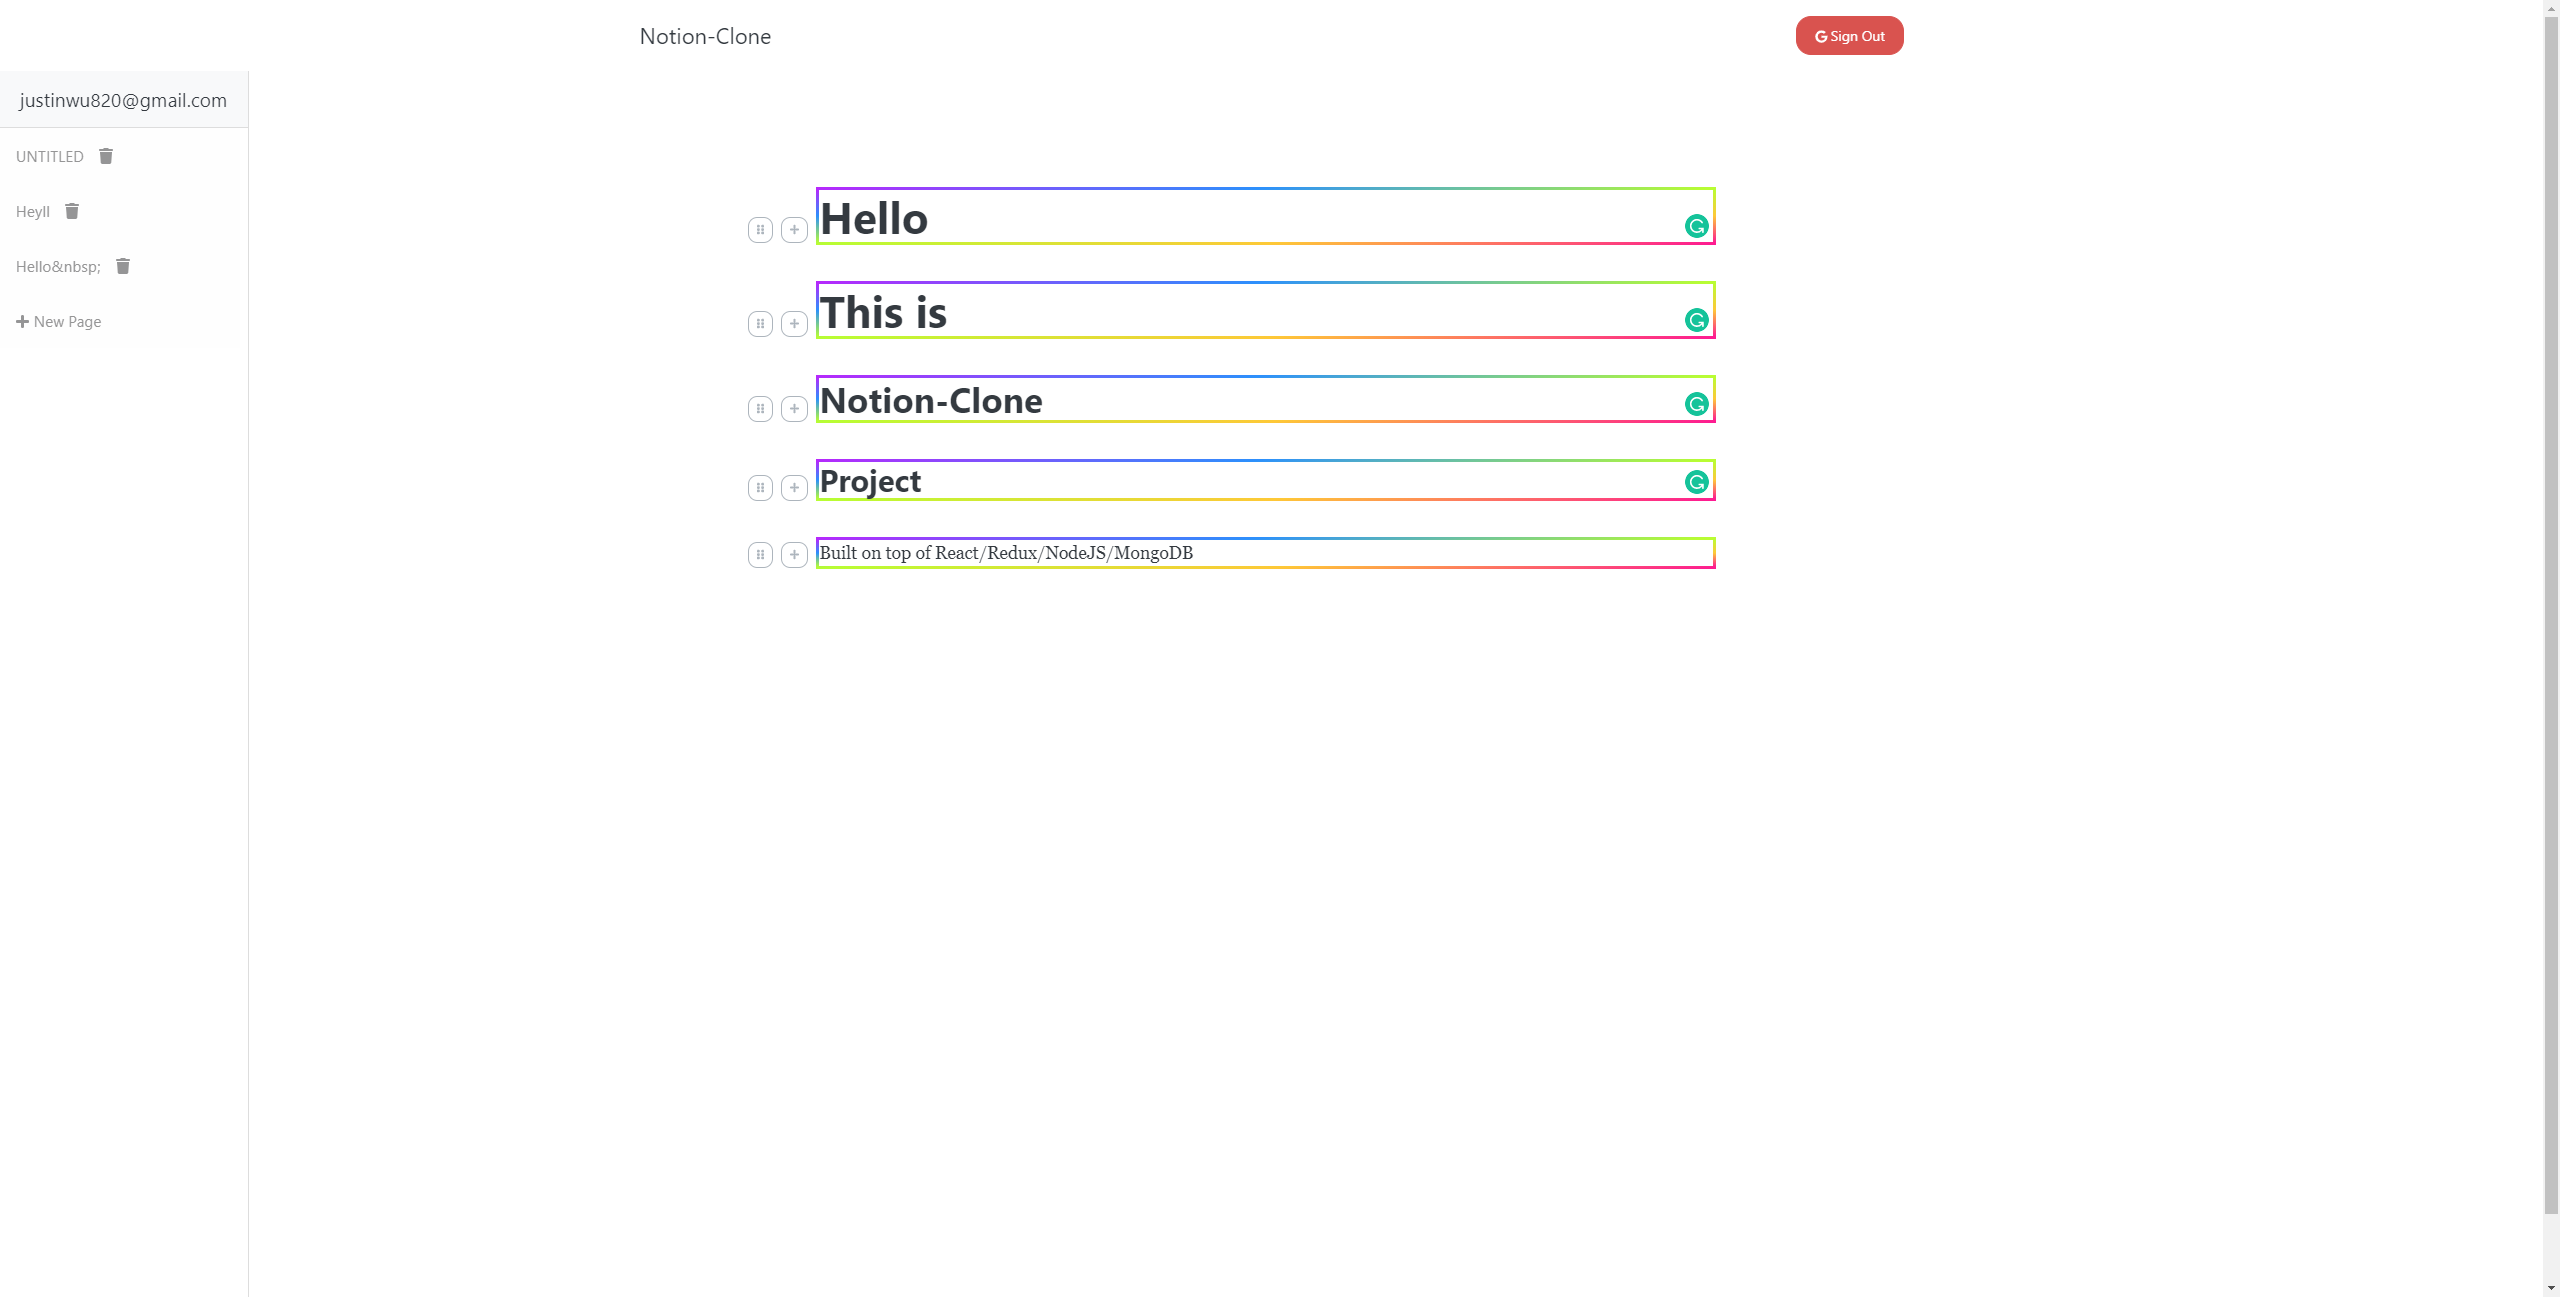 Notion-Clone
Sign Out
justinwu820@gmail.com
UNTITLED
Heyll
Hello&nbsp;
New Page
Hello
This is
Notion-Clone
Project
Built on top of React/Redux/NodeJS/MongoDB